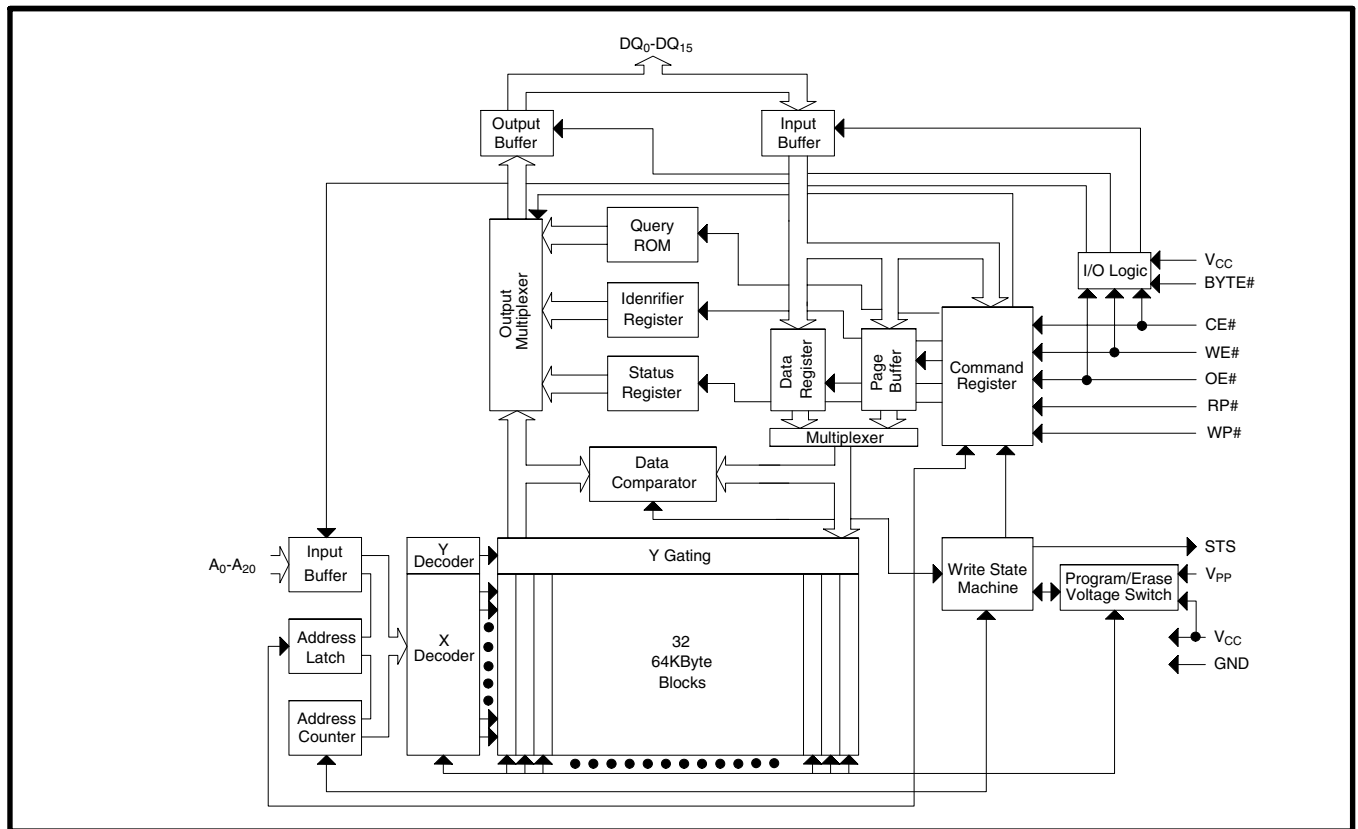 DQ0-DQ15
Output
Buffer
Input
Buffer
Query
ROM
Output
Multiplexer
Idenrifier
Register
Status
Register
Data
Register
Page
Buffer
Command
Register
I/O Logic
VCC
BYTE#
CE#
WE#
OE#
RP#
WP#
Multiplexer
Data
Comparator
A0-A20
Input
Buffer
Y
Decoder
Y Gating
Write State
Machine
STS
Program/Erase
Voltage Switch
VPP
VCC
GND
Address
Latch
X
Decoder
32
64KByte
Blocks
Address
Counter